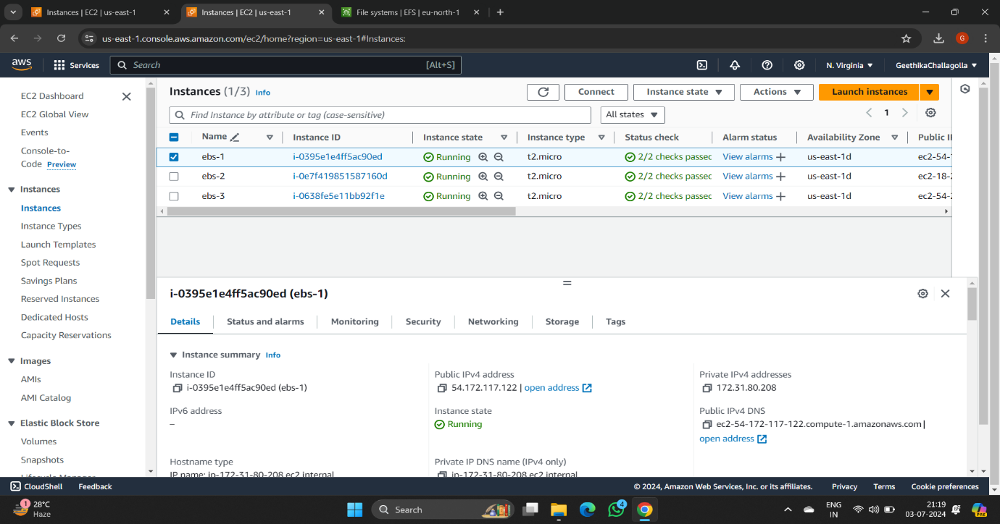 Instances | EC2 | us-east-1
Instances | EC2 | us-east-1
File systems | EFS | eu-north-1
us-east-1.console.aws.amazon.com/ec2/home?region=us-east-1#Instances:
G
aws
Services
Search
[Alt+S]
N. Virginia
GeethikaChallagolla
EC2 Dashboard
EC2 Global View
Events
Console-to-
Code Preview
Instances
Instances
Instance Types
Launch Templates
Spot Requests
Savings Plans
Reserved Instances
Dedicated Hosts
Capacity Reservations
Images
AMIs
AMI Catalog
Elastic Block Store
Volumes
Snapshots
Lifecycle Manager
Instances (1/3) Info
Connect
Instance state
Actions
Launch instances
Find Instance by attribute or tag (case-sensitive)
All states
1
Name Instance ID Instance state Instance type Status check Alarm status Availability Zone Public I
ebs-1 i-0395e1e4ff5ac90ed Running t2.micro 2/2 checks passec View alarms us-east-1d ec2-54-
ebs-2 i-0e7f419851587160d Running t2.micro 2/2 checks passec View alarms us-east-1d ec2-18-
ebs-3 i-0638fe5e11bb92f1e Running t2.micro 2/2 checks passec View alarms us-east-1d ec2-54-
i-0395e1e4ff5ac90ed (ebs-1)
Details Status and alarms Monitoring Security Networking Storage Tags
Instance summary Info
Instance ID
i-0395e1e4ff5ac90ed (ebs-1)
Public IPv4 address
54.172.117.122 | open address
Private IPv4 addresses
172.31.80.208
IPv6 address
–
Instance state
Running
Public IPv4 DNS
ec2-54-172-117-122.compute-1.amazonaws.com |
open address
Hostname type
IP name: ip-172-31-80-208.ec2.internal
Private IP DNS name (IPv4 only)
ip-172-31-80-208.ec2.internal
CloudShell
Feedback
© 2024, Amazon Web Services, Inc. or its affiliates.
Privacy
Terms
Cookie preferences
1
28°C
Haze
Search
4
ENG
IN
21:19
03-07-2024
PRE